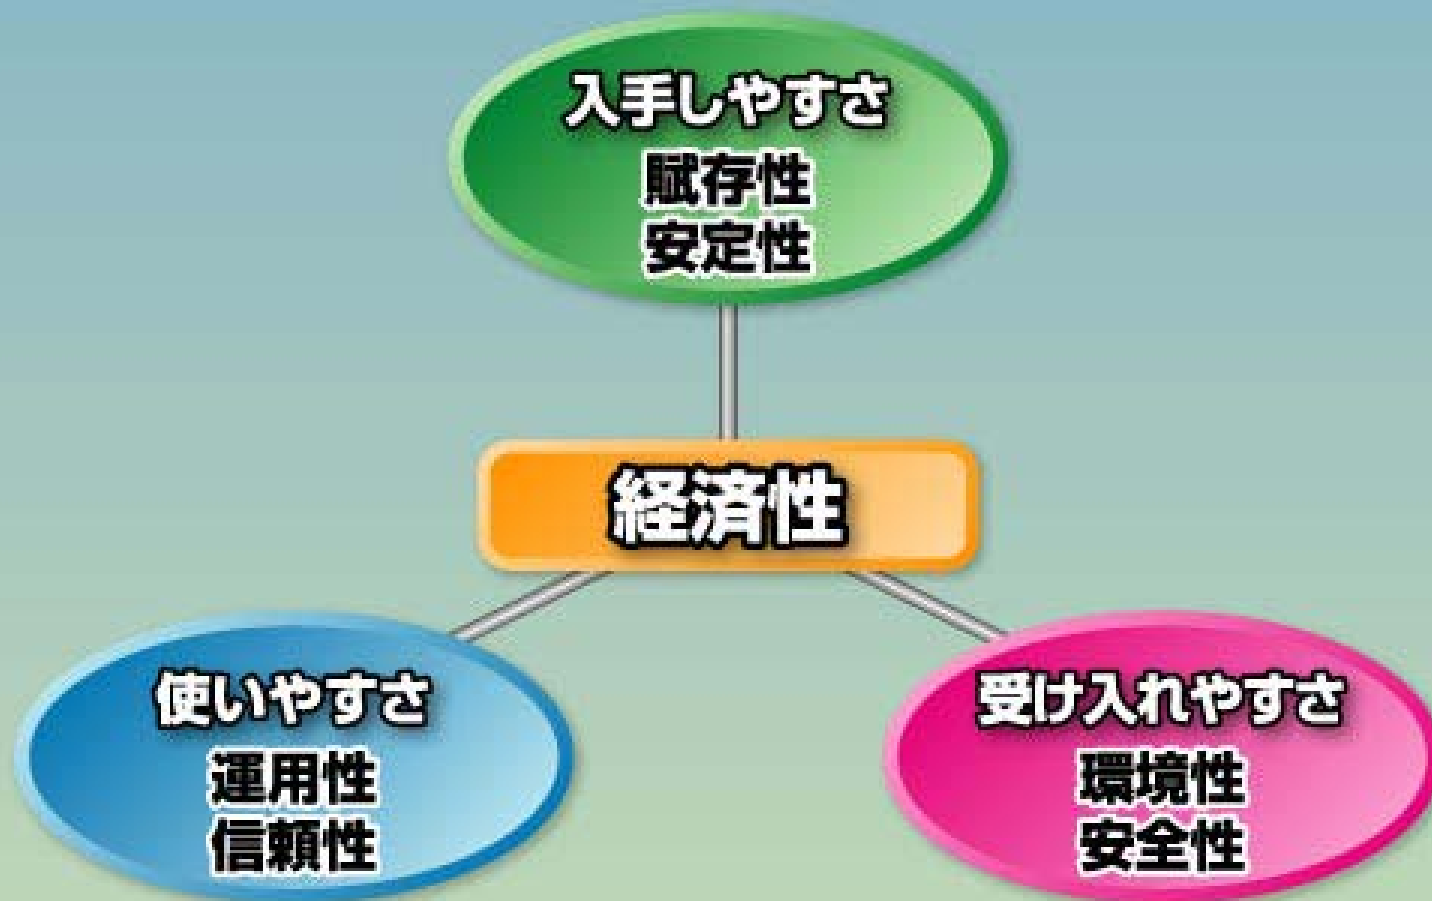 入手しやすさ
賦存性
安定性
経済性
使いやすさ
運用性
信頼性
受け入れやすさ
環境性
安全性